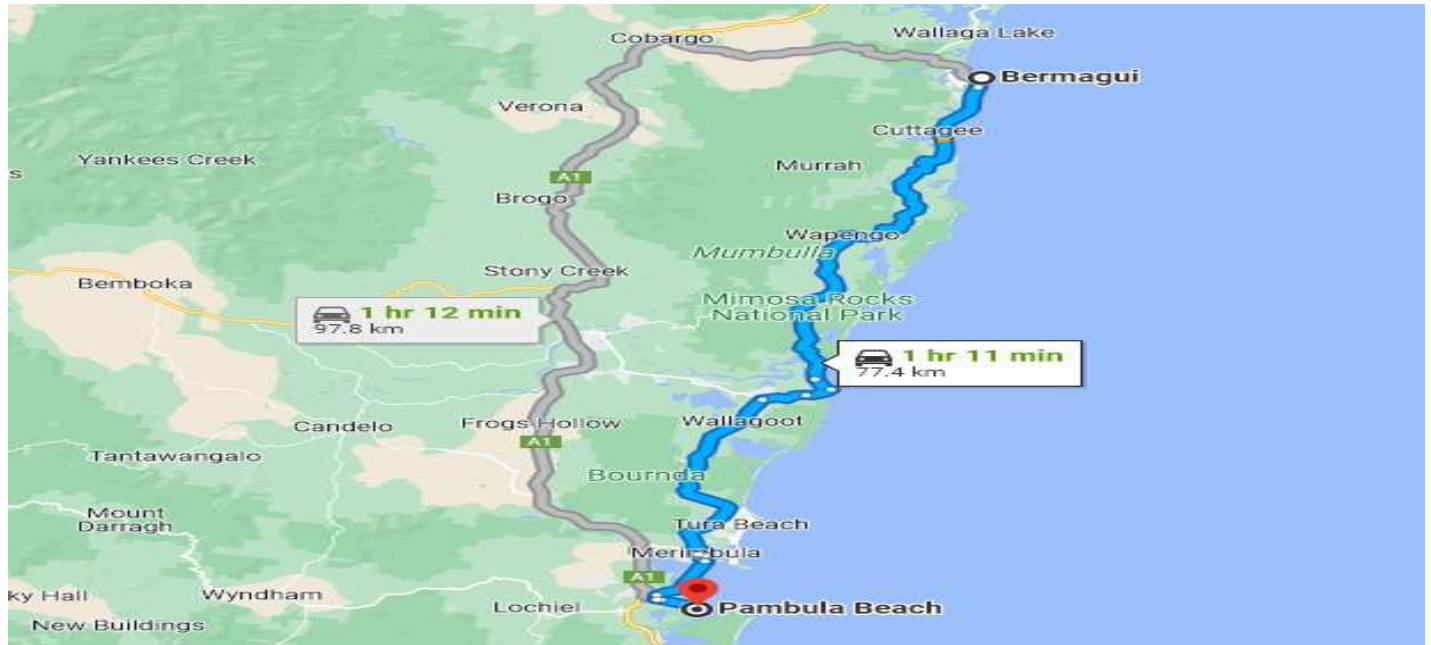 Cobargo
Wallaga Lake
Bermagui
Verona
Cuttagee
Yankees Creek
Murrah
s
A1
Brogo
Wapengo
Mumbulla
Stony Creek
Bemboka
Mimosa Rocks
National Park
1 hr 12 min
97.8 km
1 hr 11 min
77.4 km
Candelo
Frogs Hollow
Wallagoot
A1
Tantawangalo
Bournda
Mount
Darragh
Tura Beach
Merimbula
A1
ky Hall
Wyndham
Lochiel
Pambula Beach
New Buildings